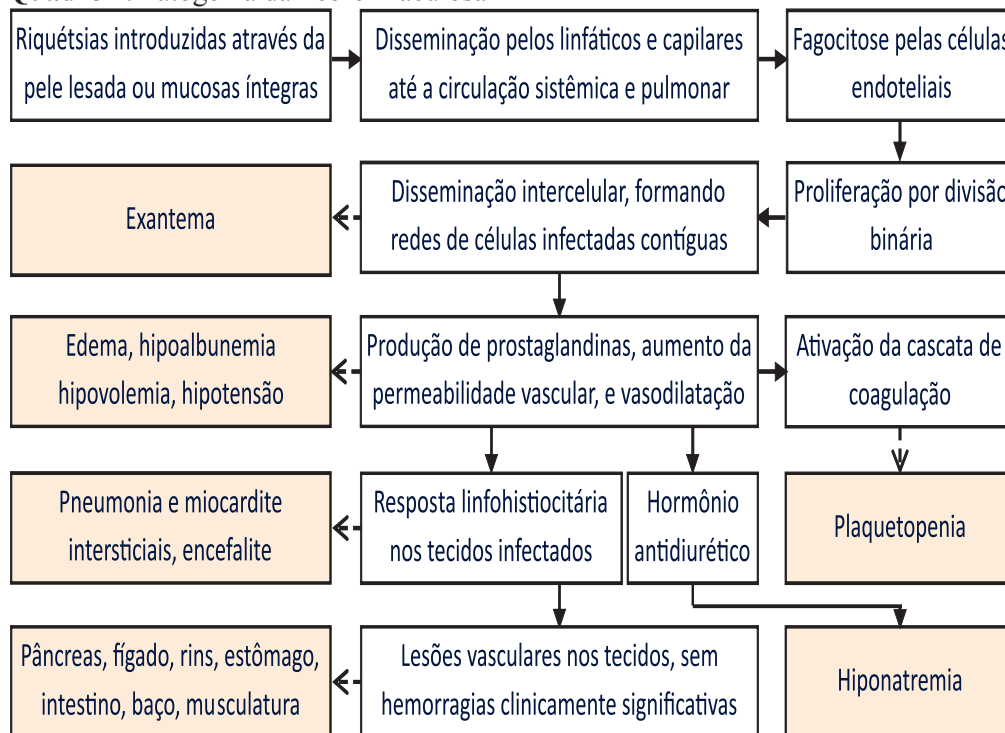 Riquétsias introduzidas através da
pele lesada ou mucosas íntegras
Disseminação pelos linfáticos e capilares
até a circulação sistêmica e pulmonar
Fagocitose pelas células
endoteliais
Exantema
Disseminação intercelular, formando
redes de células infectadas contíguas
Proliferação por divisão
binária
Edema, hipoalbunemia
hipovolemia, hipotensão
Produção de prostaglandinas, aumento da
permeabilidade vascular, e vasodilatação
Ativação da cascata de
coagulação
Pneumonia e miocardite
intersticiais, encefalite
Resposta linfohistiocitária
nos tecidos infectados
Hormônio
antidiurético
Plaquetopenia
Pâncreas, fígado, rins, estômago,
intestino, baço, musculatura
Lesões vasculares nos tecidos, sem
hemorragias clinicamente significativas
Hiponatremia